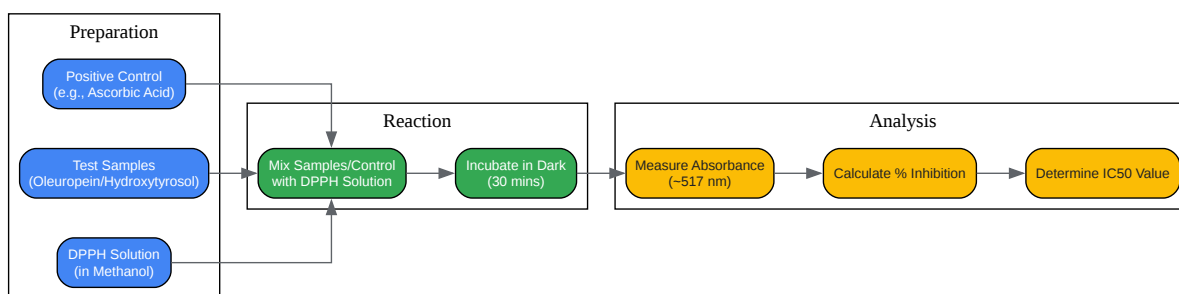 Preparation
Positive Control
(e.g., Ascorbic Acid)
Test Samples
(Oleuropein/Hydroxytyrosol)
DPPH Solution
(in Methanol)
Reaction
Mix Samples/Control
with DPPH Solution
Incubate in Dark
(30 mins)
Analysis
Measure Absorbance
(~517 nm)
Calculate % Inhibition
Determine IC50 Value